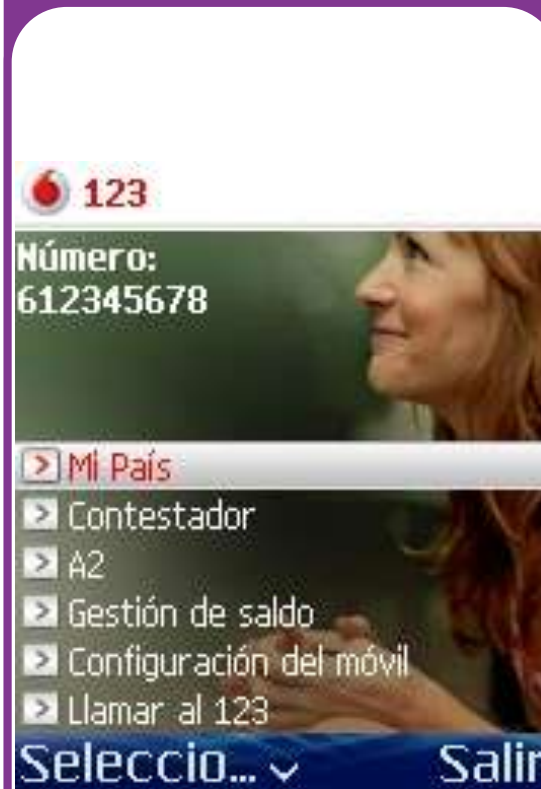 123
Número:
612345678
Mi País
Contestador
A2
Gestión de saldo
Configuración del móvil
Llamar al 123
Seleccio... Salir